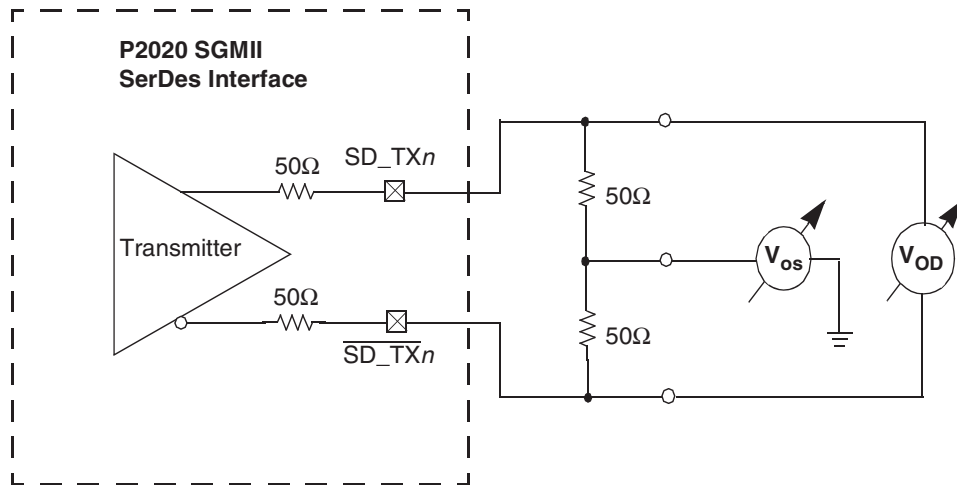 P2020 SGMII
SerDes Interface
50Ω
SD_TXn
50Ω
Transmitter
Vos
VOD
50Ω
50Ω
SD_TXn